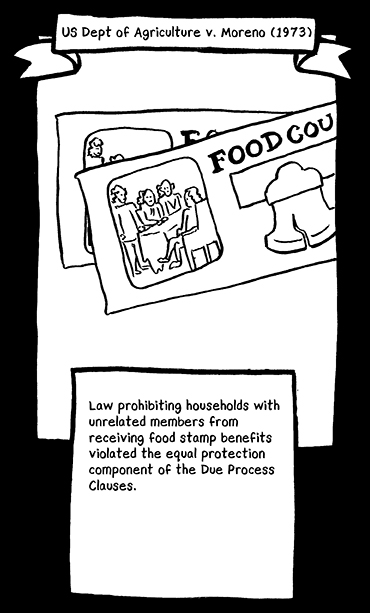 US Dept of Agriculture v. Moreno (1973)
FOOD COU
Law prohibiting households with
unrelated members from
receiving food stamp benefits
violated the equal protection
component of the Due Process
Clauses.